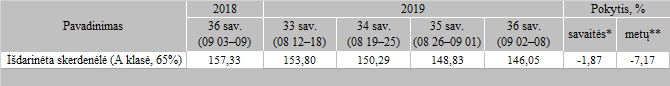 Pavadinimas
2018
2019
Pokytis, %
36 sav.
(09 03–09)
33 sav.
(08 12–18)
34 sav.
(08 19–25)
35 sav.
(08 26–09 01)
36 sav.
(09 02–08)
savaitės*
metų**
Išdarinėta skerdenėlė (A klasė, 65%) 157,33 153,80 150,29 148,83 146,05 -1,87 -7,17